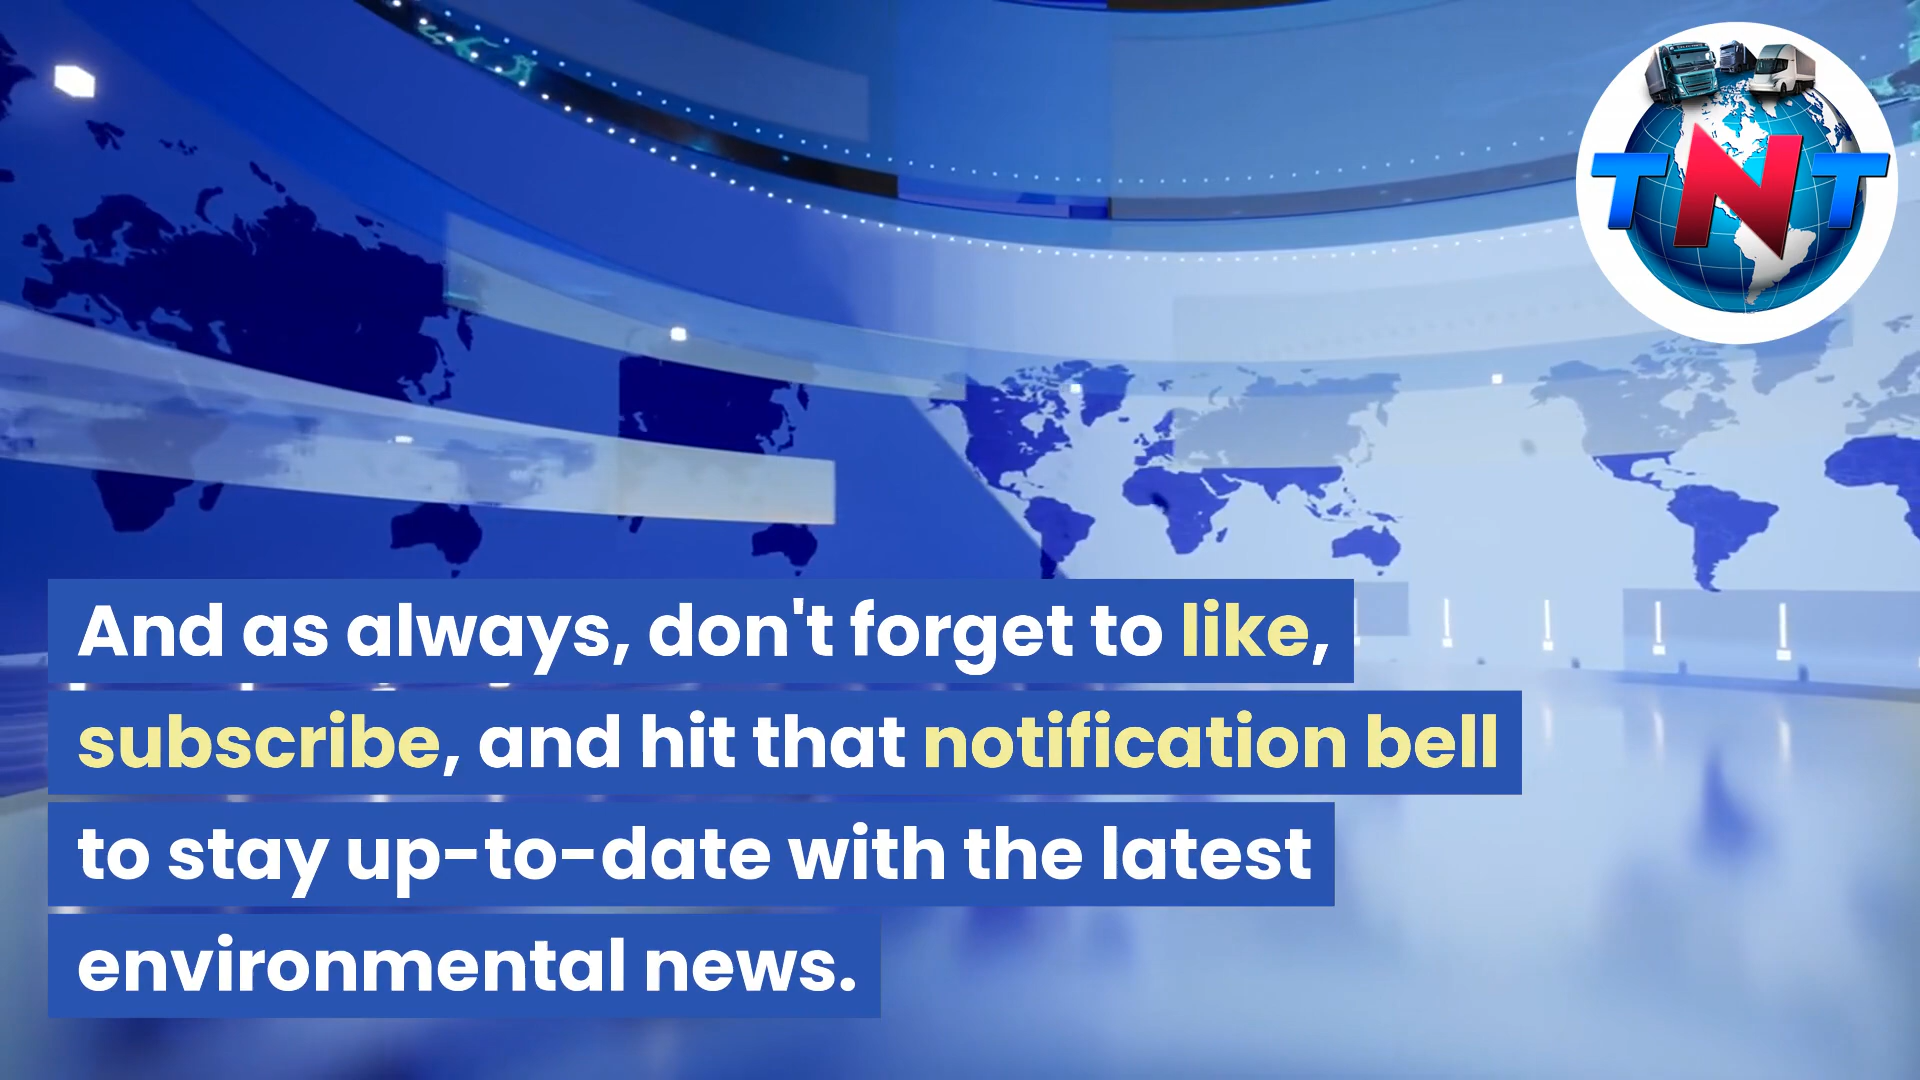 TNT
And as always, don't forget to like,
subscribe, and hit that notification bell
to stay up-to-date with the latest
environmental news.